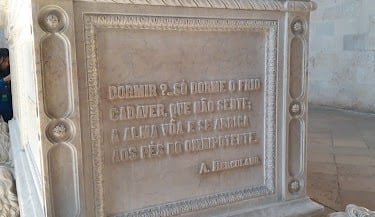 DORMIR? SÓ DORME O FRIO
CADAVER, QUE NÃO SENTE;
A ALMA VÔA E SE ABRIGA
AOS PÉS DO OMNIPOTENTE.
A. HERCULANO